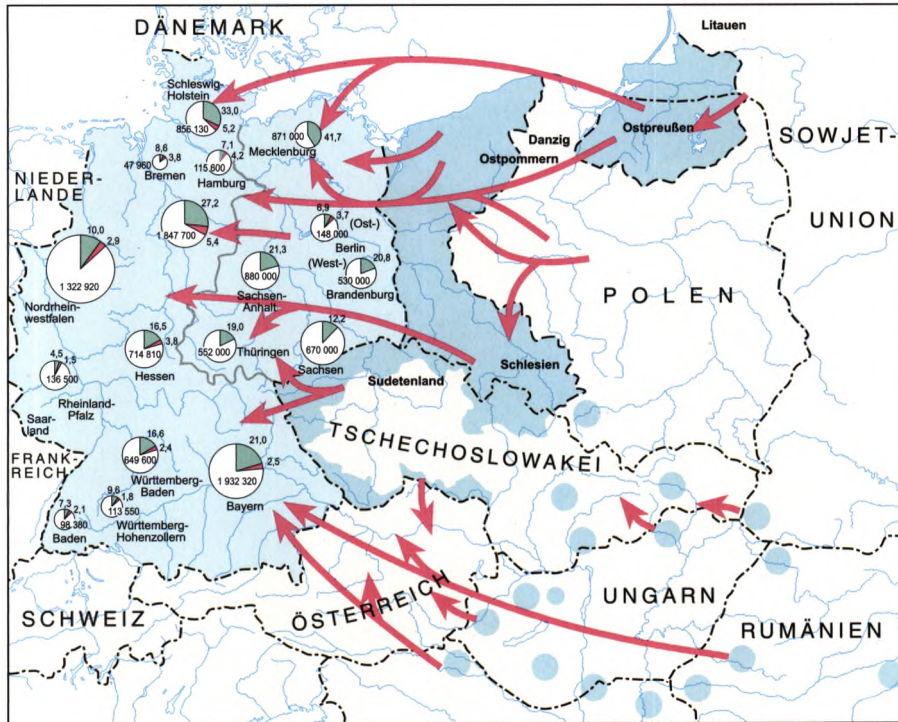 DÄNEMARK
Litauen
Schleswig-
Holstein
33,0
5,2
856 130
871 000
41,7
Mecklenburg
Danzig
Ostpreußen
Ostpommern
SOWJET-
UNION
8,6
3,8
47 960
Bremen
7,1
4,2
115 600
Hamburg
NIEDER-
LANDE
27,2
5,4
1 847 700
6,9
3,7
148 000
(Ost-)
Berlin
(West-)
10,0
2,9
1 322 920
Nordrhein-
westfalen
21,3
880 000
Sachsen-
Anhalt
20,8
530 000
Brandenburg
POLEN
16,5
3,8
714 810
Hessen
19,0
552 000
Thüringen
12,2
670 000
Sachsen
Schlesien
Sudetenland
4,5
1,5
136 500
Rheinland-
Pfalz
Saar-
land
TSCHECHOSLOWAKEI
FRANK-
REICH
16,6
2,4
649 600
Württemberg-
Baden
21,0
2,5
1 932 320
Bayern
7,3
2,1
98 380
Baden
9,6
1,8
113 550
Württemberg-
Hohenzollern
SCHWEIZ
ÖSTERREICH
UNGARN
RUMÄNIEN